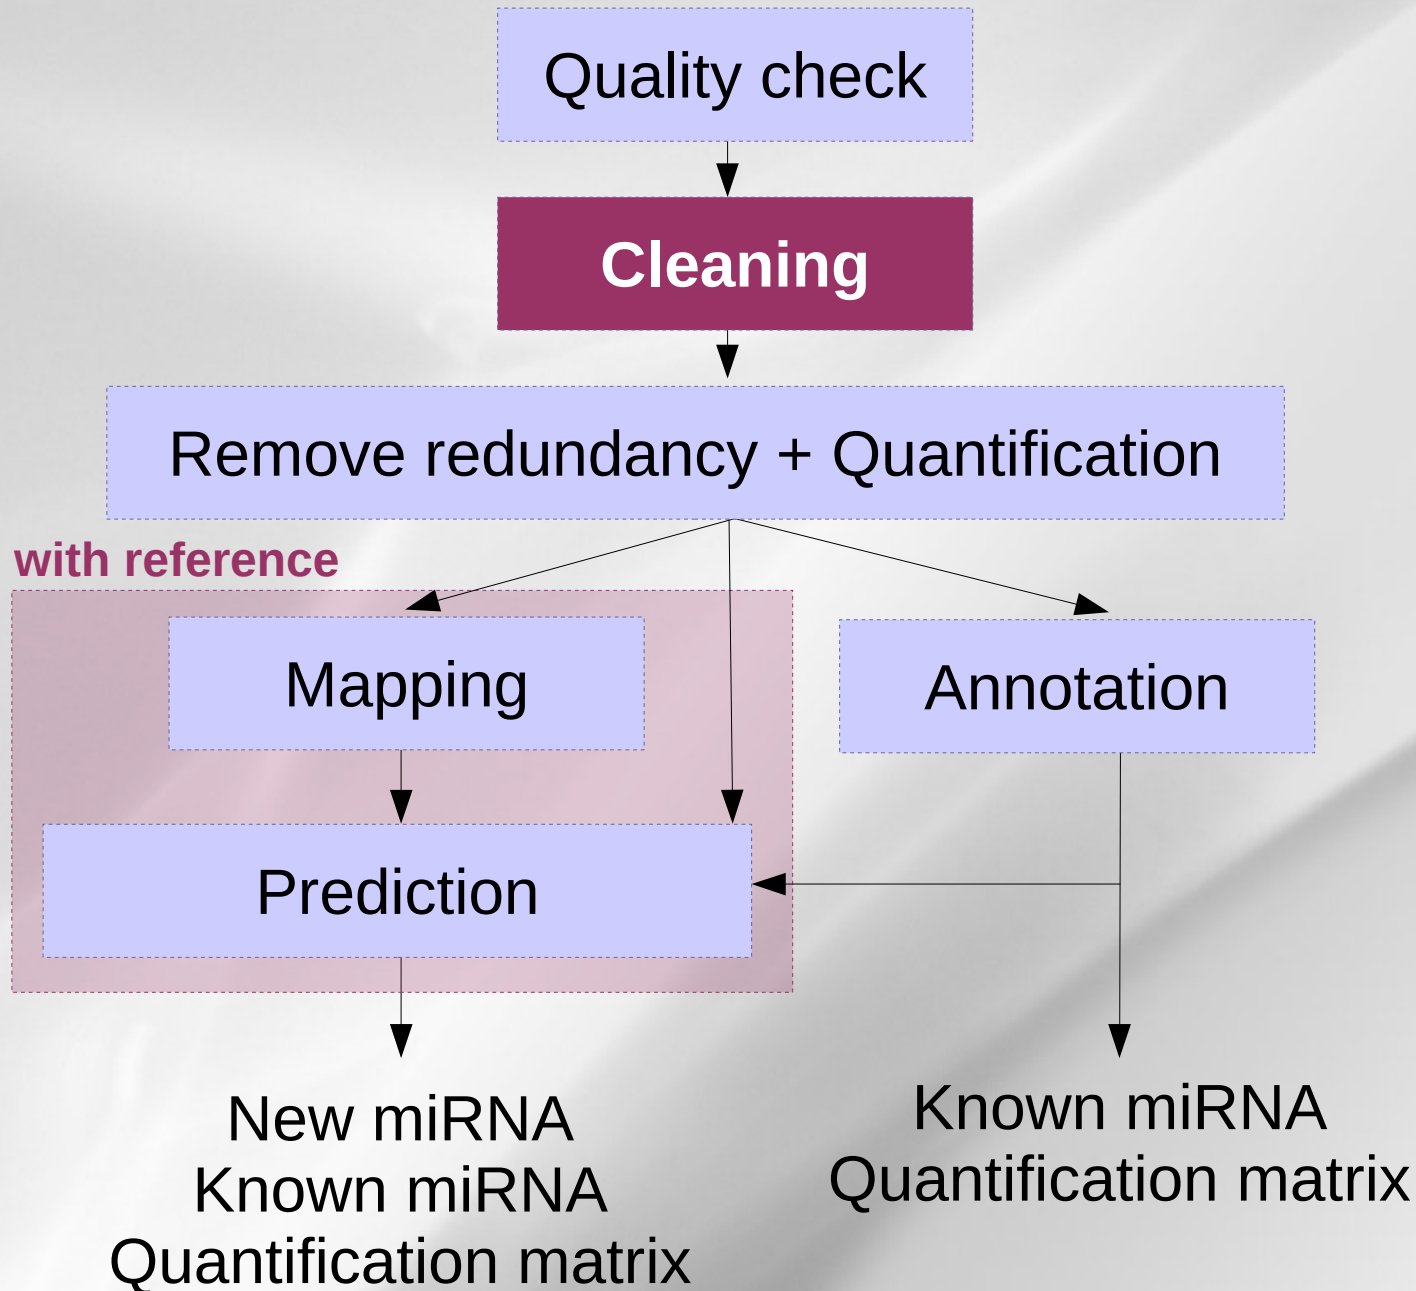 Quality check
Cleaning
Remove redundancy + Quantification
with reference
Mapping
Annotation
Prediction
New miRNA
Known miRNA
Quantification matrix
Known miRNA
Quantification matrix